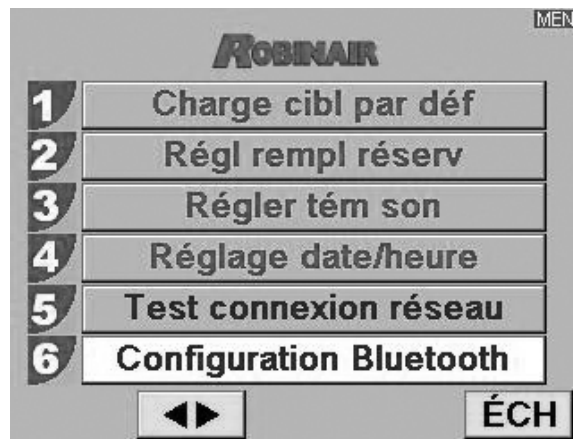 MEN
ROBINAIR
1 Charge cibl par déf
2 Régl rempl réserv
3 Régler tém son
4 Réglage date/heure
5 Test connexion réseau
6 Configuration Bluetooth
ÉCH